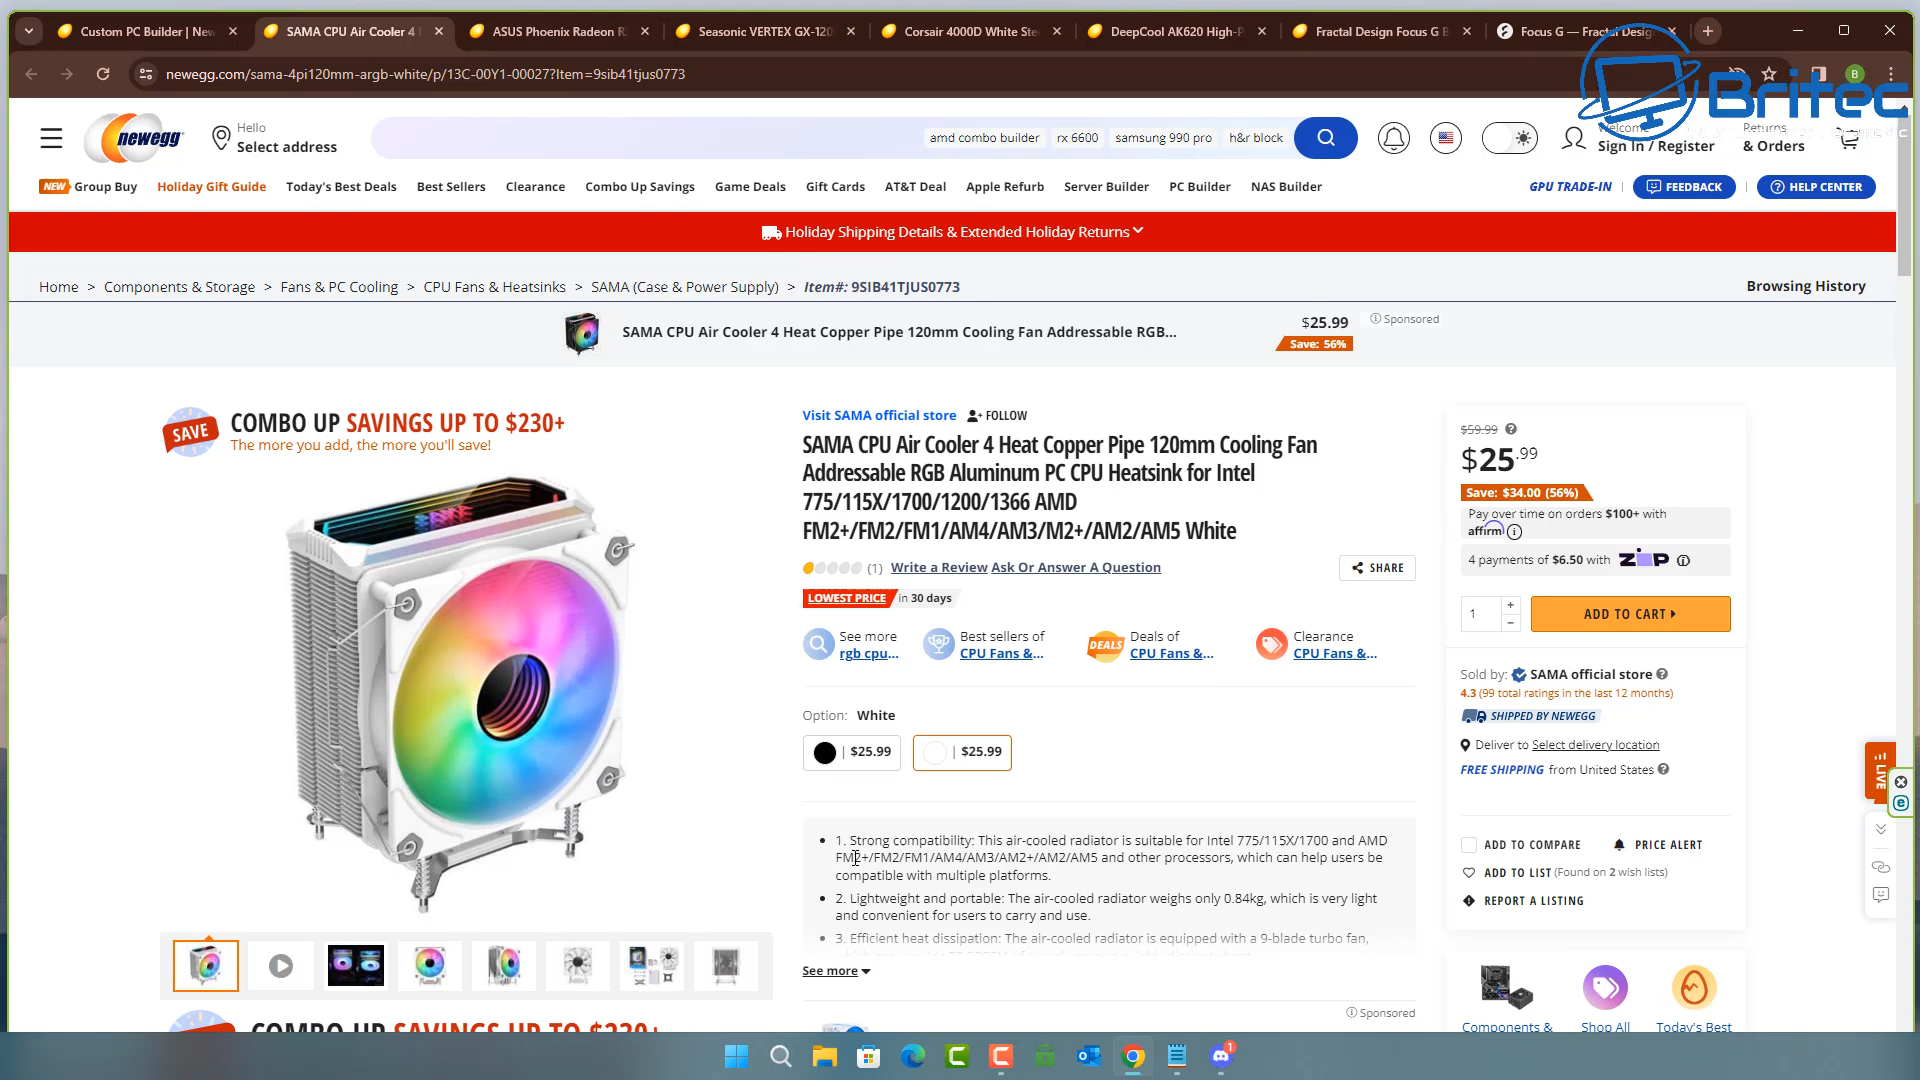 Custom PC Builder | New
SAMA CPU Air Cooler 4
ASUS Phoenix Radeon R
Seasonic VERTEX GX-120
Corsair 4000D White Ste
DeepCool AK620 High-P
Fractal Design Focus G B
Focus G — Fractal Design
newegg.com/sama-4pi120mm-argb-white/p/13C-00Y1-00027?Item=9sib41tjus0773
B
Britec
newegg
Hello
Select address
amd combo builder
rx 6600
samsung 990 pro
h&r block
Welcome
Sign In / Register
Returns
& Orders
NEW Group Buy
Holiday Gift Guide
Today's Best Deals
Best Sellers
Clearance
Combo Up Savings
Game Deals
Gift Cards
AT&T Deal
Apple Refurb
Server Builder
PC Builder
NAS Builder
GPU TRADE-IN
FEEDBACK
HELP CENTER
Holiday Shipping Details & Extended Holiday Returns
Home > Components & Storage > Fans & PC Cooling > CPU Fans & Heatsinks > SAMA (Case & Power Supply) > Item#: 9SIB41TJUS0773
Browsing History
SAMA CPU Air Cooler 4 Heat Copper Pipe 120mm Cooling Fan Addressable RGB...
$25.99
Save: 56%
Sponsored
SAVE
COMBO UP SAVINGS UP TO $230+
The more you add, the more you'll save!
Visit SAMA official store
FOLLOW
SAMA CPU Air Cooler 4 Heat Copper Pipe 120mm Cooling Fan
Addressable RGB Aluminum PC CPU Heatsink for Intel
775/115X/1700/1200/1366 AMD
FM2+/FM2/FM1/AM4/AM3/M2+/AM2/AM5 White
(1) Write a Review Ask Or Answer A Question
SHARE
LOWEST PRICE in 30 days
See more
rgb cpu...
Best sellers of
CPU Fans &...
DEALS
Deals of
CPU Fans &...
Clearance
CPU Fans &...
Option: White
| $25.99
| $25.99
1. Strong compatibility: This air-cooled radiator is suitable for Intel 775/115X/1700 and AMD
FM2+/FM2/FM1/AM4/AM3/AM2+/AM2/AM5 and other processors, which can help users be
compatible with multiple platforms.
2. Lightweight and portable: The air-cooled radiator weighs only 0.84kg, which is very light
and convenient for users to carry and use.
3. Efficient heat dissipation: The air-cooled radiator is equipped with a 9-blade turbo fan,
See more
Sponsored
COMBO UP SAVINGS UP TO $230+
$59.99
$25.99
Save: $34.00 (56%)
Pay over time on orders $100+ with
affirm
4 payments of $6.50 with ZIP
1
+
−
ADD TO CART
Sold by: SAMA official store
4.3 (99 total ratings in the last 12 months)
SHIPPED BY NEWEGG
Deliver to Select delivery location
FREE SHIPPING from United States
ADD TO COMPARE
PRICE ALERT
ADD TO LIST (Found on 2 wish lists)
REPORT A LISTING
Components &
Shop All
Today's Best
LIVE
1